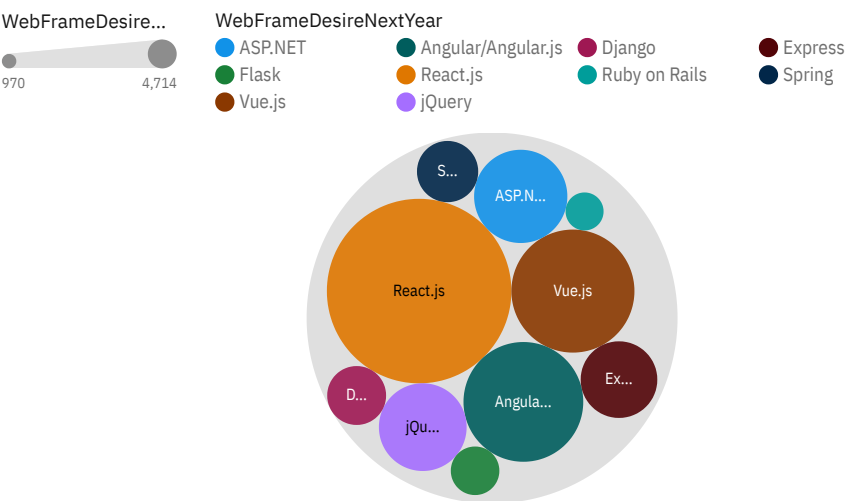 WebFrameDesire...
970 4,714
WebFrameDesireNextYear
ASP.NET Angular/Angular.js Django Express
Flask React.js Ruby on Rails Spring
Vue.js jQuery
S...
ASP.N...
React.js
Vue.js
Ex...
D...
Angula...
jQu...